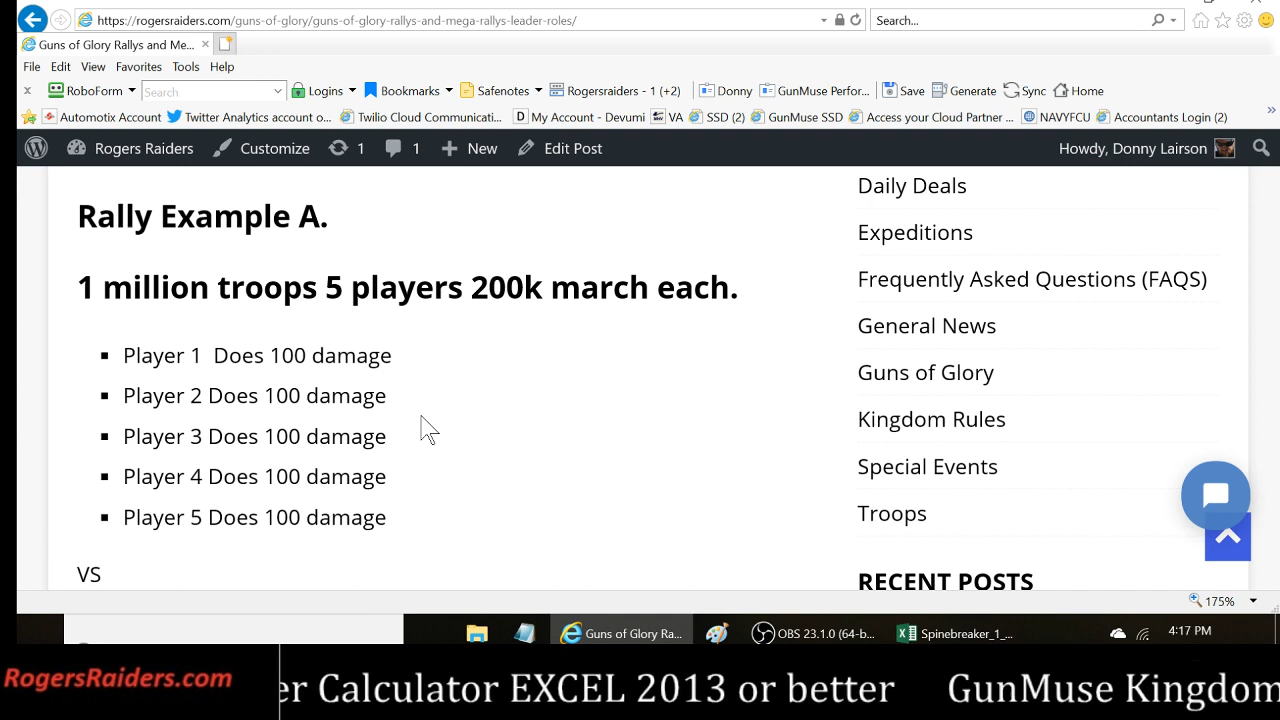 https://rogersraiders.com/guns-of-glory/guns-of-glory-rallys-and-mega-rallys-leader-roles/
Search...
Guns of Glory Rallys and Me...
File Edit View Favorites Tools Help
RoboForm Search Logins Bookmarks Safenotes Rogersraiders - 1 (+2) Donny GunMuse Perfor... Save Generate Sync Home
Automotix Account Twitter Analytics account o... Twilio Cloud Communicati... My Account - Devumi VA SSD (2) GunMuse SSD Access your Cloud Partner ... NAVYFCU Accountants Login (2)
Rogers Raiders Customize 1 1 New Edit Post Howdy, Donny Lairson
Rally Example A.
1 million troops 5 players 200k march each.
Player 1 Does 100 damage
Player 2 Does 100 damage
Player 3 Does 100 damage
Player 4 Does 100 damage
Player 5 Does 100 damage
VS
Daily Deals
Expeditions
Frequently Asked Questions (FAQS)
General News
Guns of Glory
Kingdom Rules
Special Events
Troops
RECENT POSTS
175%
Guns of Glory Ra... OBS 23.1.0 (64-b... Spinebreaker_1_... 4:17 PM
RogersRaiders.com
er Calculator EXCEL 2013 or better GunMuse Kingdom